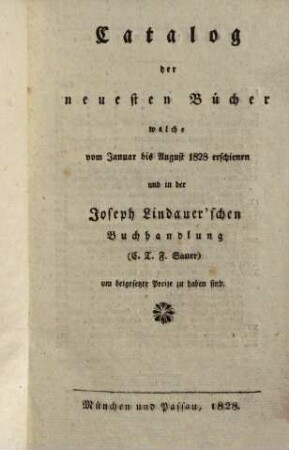 Catalog
der
neuesten Bücher
welche
vom Januar bis August 1828 erschienen
und in der
Joseph Lindauer'schen
Buchhandlung
(C. T. F. Sauer)
um beigesetzte Preise zu haben sind.
München und Passau, 1828.